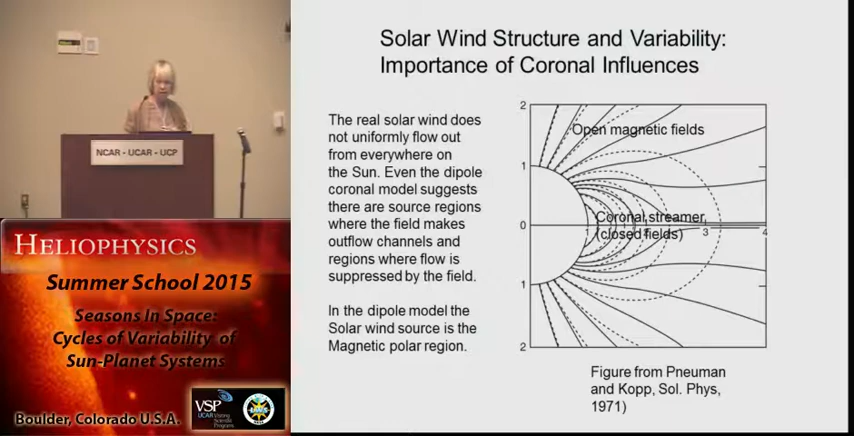 NCAR - UCAR - UCP
HELIOPHYSICS
Summer School 2015
Seasons In Space:
Cycles of Variability of
Sun-Planet Systems
VSP
UCAR Visiting
Scientist
Programs
Boulder, Colorado U.S.A.
Solar Wind Structure and Variability:
Importance of Coronal Influences
The real solar wind does
not uniformly flow out
from everywhere on
the Sun. Even the dipole
coronal model suggests
there are source regions
where the field makes
outflow channels and
regions where flow is
suppressed by the field.
In the dipole model the
Solar wind source is the
Magnetic polar region.
2
Open magnetic fields
1
Coronal streamer,
0
1
3
4
(closed fields)
1
2
Figure from Pneuman
and Kopp, Sol. Phys,
1971)